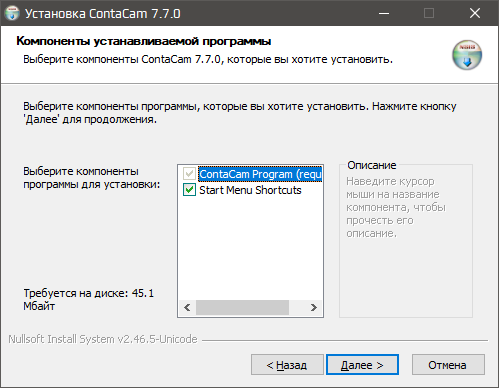 Установка ContaCam 7.7.0
Компоненты устанавливаемой программы
Выберите компоненты ContaCam 7.7.0, которые вы хотите установить.
Выберите компоненты программы, которые вы хотите установить. Нажмите кнопку
'Далее' для продолжения.
Выберите компоненты
программы для установки:
ContaCam Program (requ
Start Menu Shortcuts
Описание
Наведите курсор
мыши на название
компонента, чтобы
прочесть его
описание.
Требуется на диске: 45.1
Мбайт
Nullsoft Install System v2.46.5-Unicode
< Назад
Далее >
Отмена